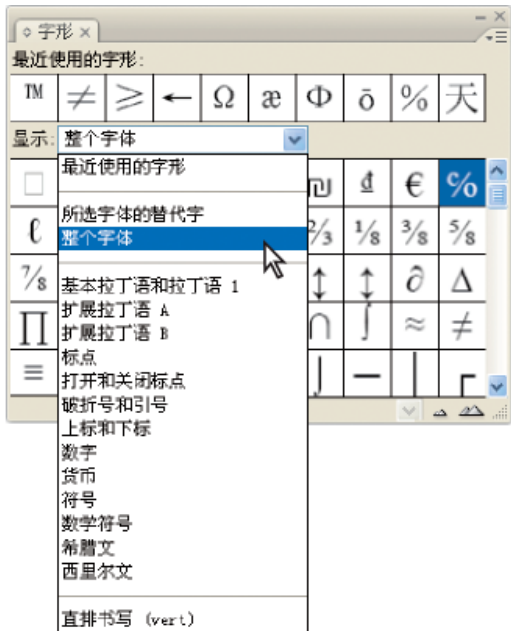 字形 ×
最近使用的字形:
TM ≠ ≥ ← Ω æ Φ ō % 天
显示: 整个字体
最近使用的字形
所选字体的替代字
整个字体
基本拉丁语和拉丁语 1
扩展拉丁语 A
扩展拉丁语 B
标点
打开和关闭标点
破折号和引号
上标和下标
数字
货币
符号
数学符号
希腊文
西里尔文
直排书写 (vert)
₪ ₫ € ℅
ℓ ⅔ ⅛ ⅜ ⅝
⅞ ↕ ↨ ∂ ∆
∏ ∩ ∫ ≈ ≠
≡ ⌡ ─ │ ┌